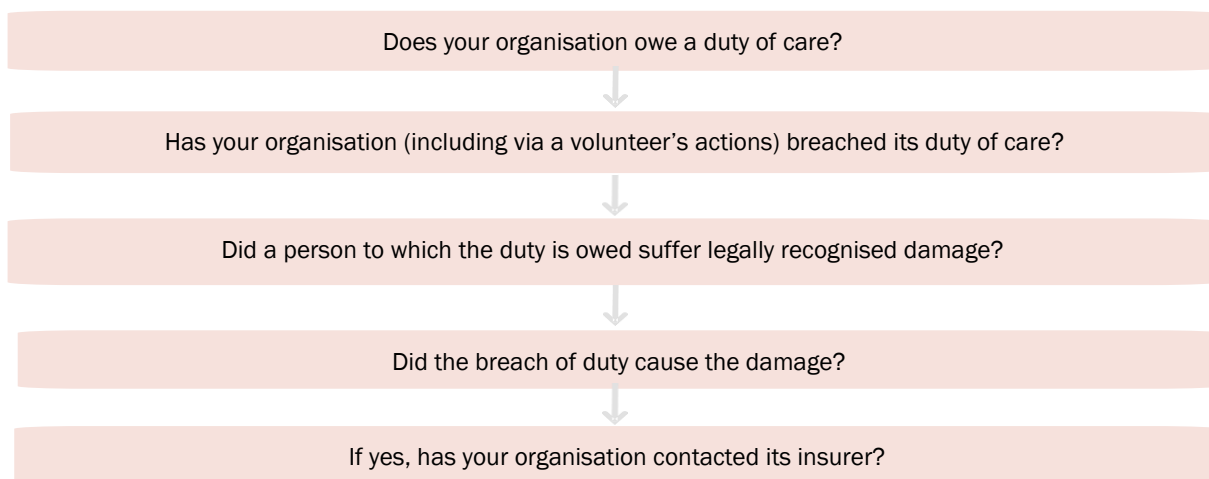 Does your organisation owe a duty of care?
Has your organisation (including via a volunteer’s actions) breached its duty of care?
Did a person to which the duty is owed suffer legally recognised damage?
Did the breach of duty cause the damage?
If yes, has your organisation contacted its insurer?